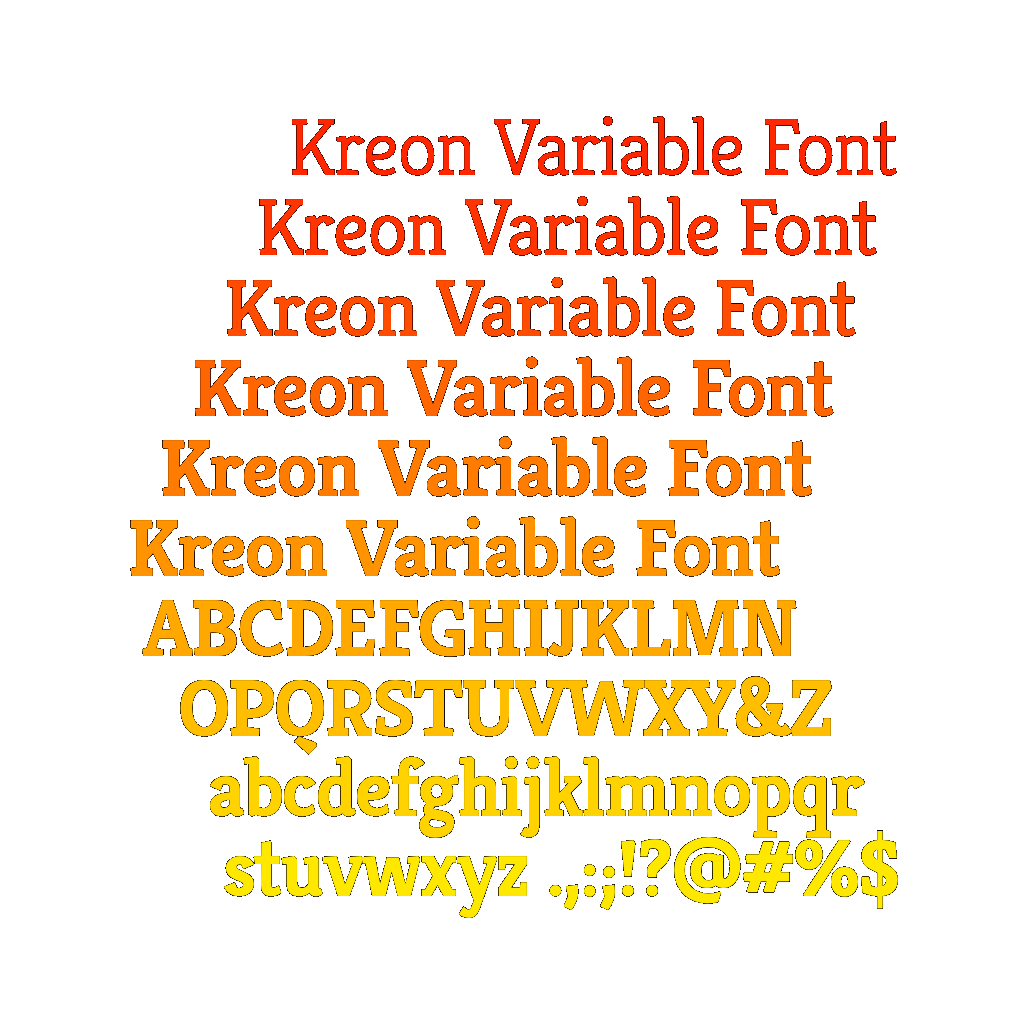 Kreon Variable Font
Kreon Variable Font
Kreon Variable Font
Kreon Variable Font
Kreon Variable Font
Kreon Variable Font
ABCDEFGHIJKLMN
OPQRSTUVWXY&Z
abcdefghijklmnopqr
stuvwxyz .,:;!?@#%$